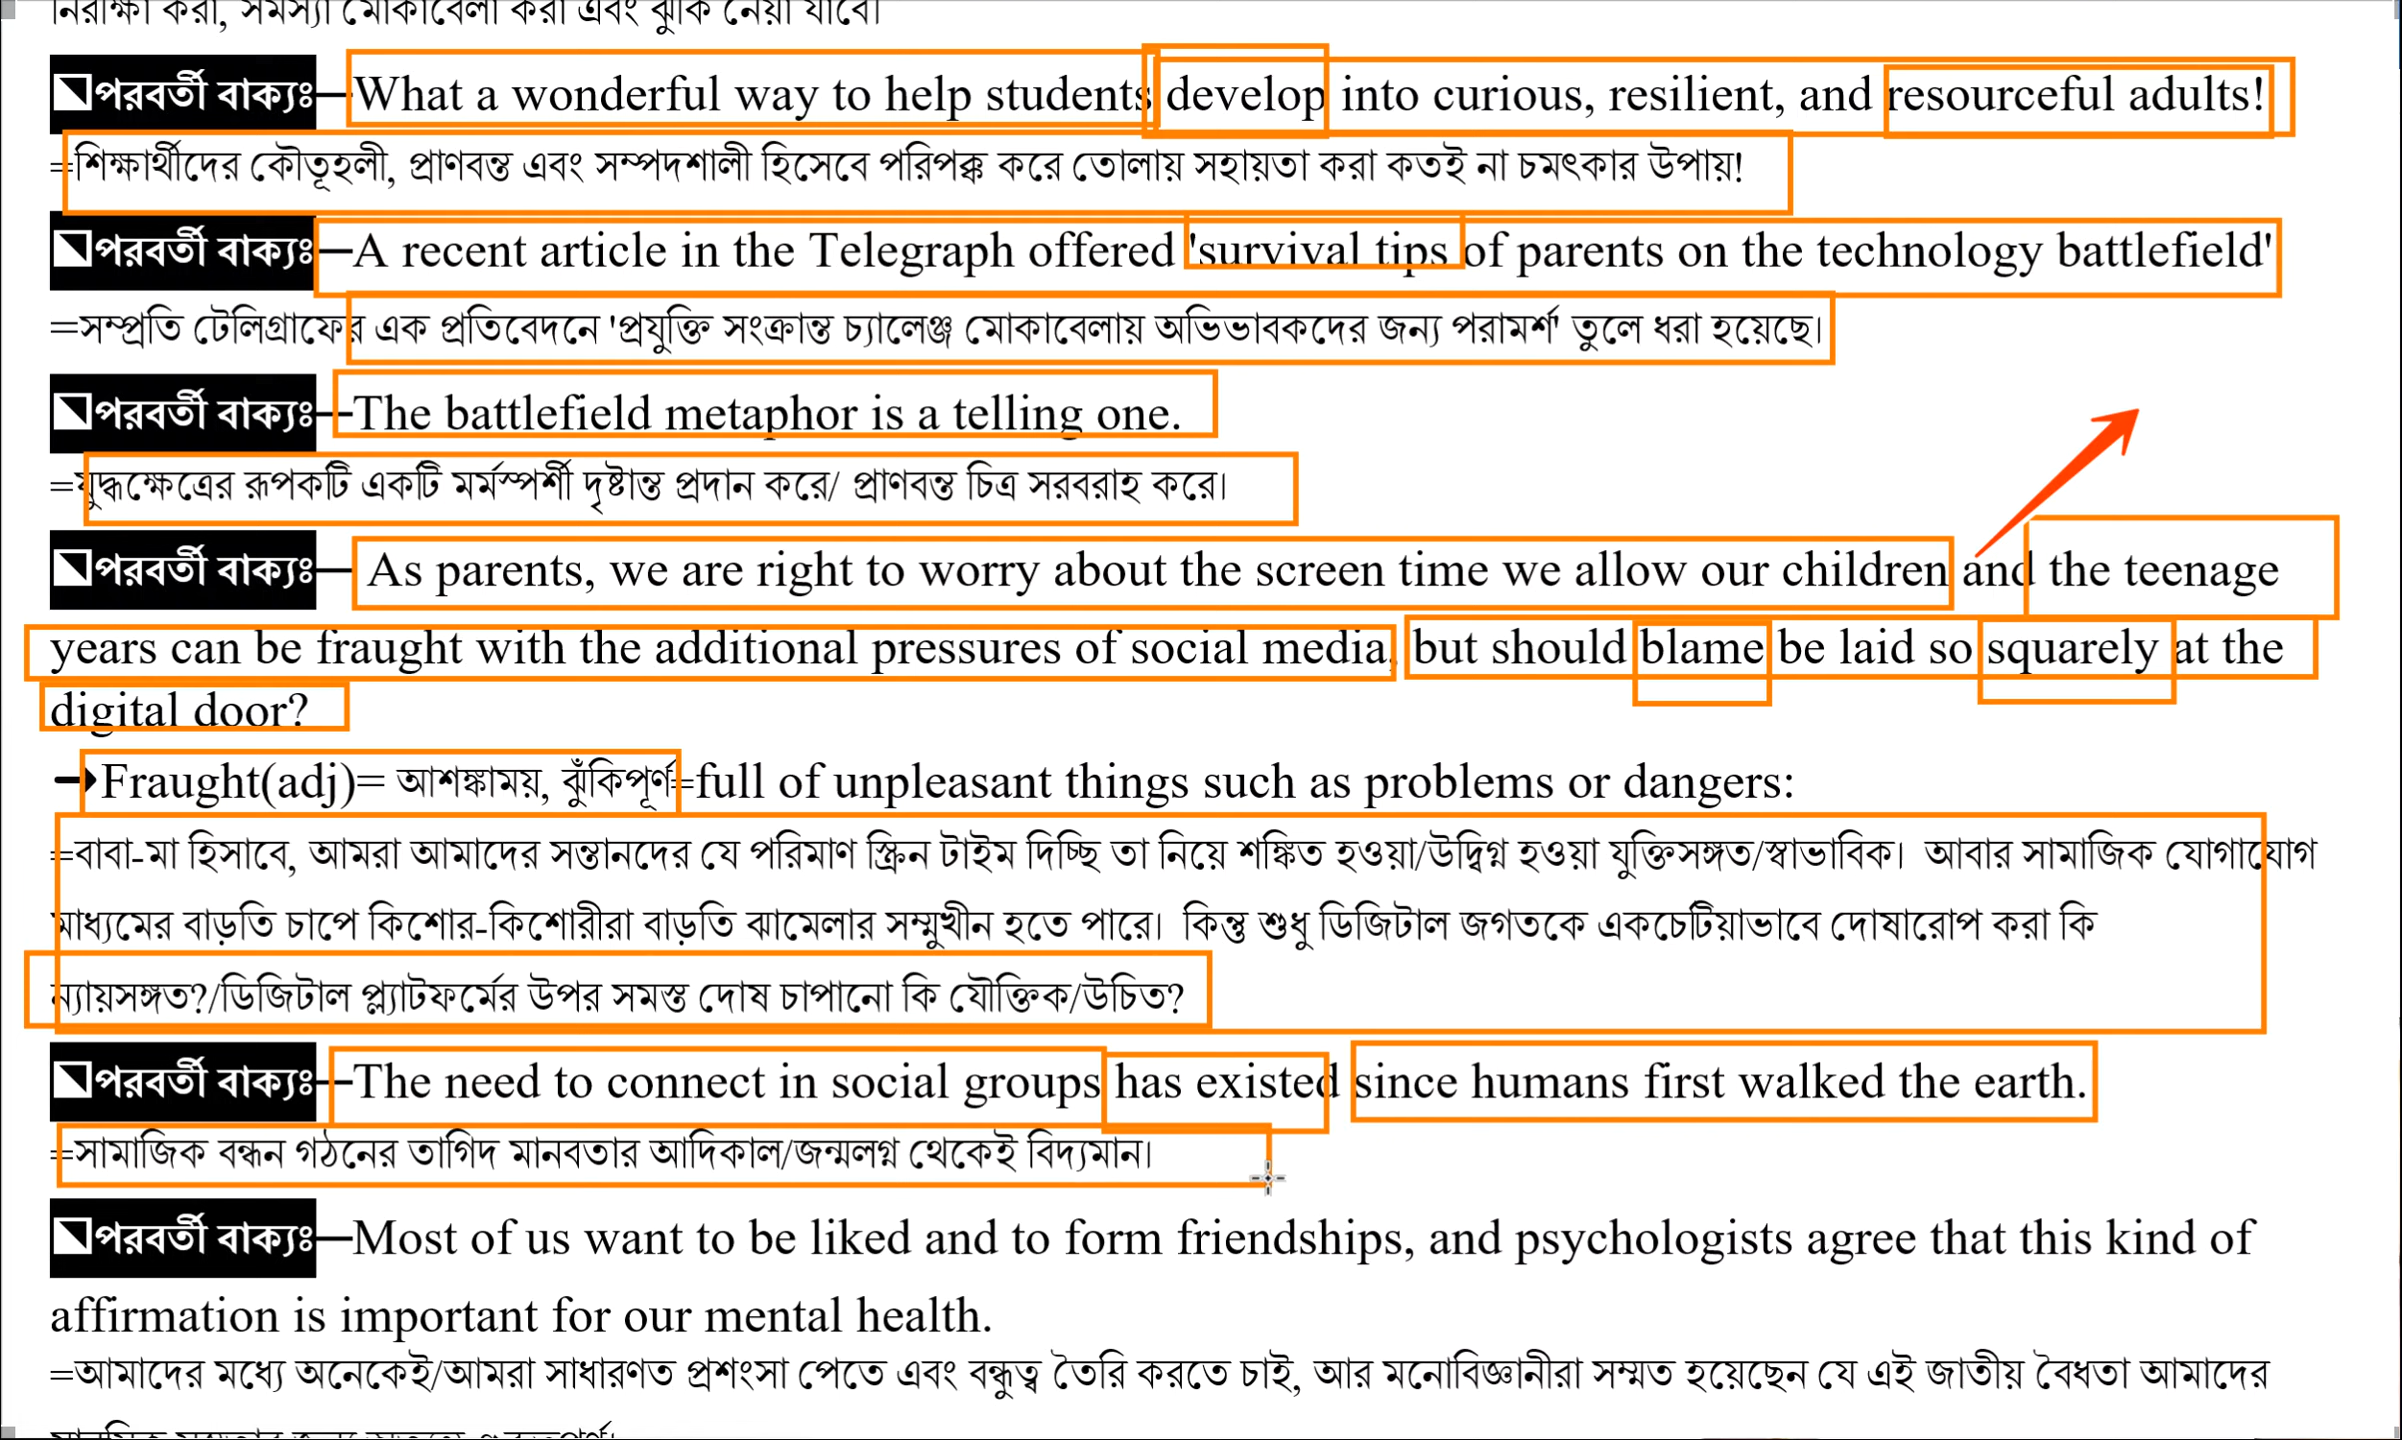 নিরীক্ষা করা, সমস্যা মোকাবেলা করা এবং ঝুঁকি নেয়া যাবে।
পরবর্তী বাক্যঃ—What a wonderful way to help students develop into curious, resilient, and resourceful adults!
=শিক্ষার্থীদের কৌতূহলী, প্রাণবন্ত এবং সম্পদশালী হিসেবে পরিপক্ক করে তোলায় সহায়তা করা কতই না চমৎকার উপায়!
পরবর্তী বাক্যঃ—A recent article in the Telegraph offered 'survival tips of parents on the technology battlefield'
=সম্প্রতি টেলিগ্রাফের এক প্রতিবেদনে 'প্রযুক্তি সংক্রান্ত চ্যালেঞ্জ মোকাবেলায় অভিভাবকদের জন্য পরামর্শ' তুলে ধরা হয়েছে।
পরবর্তী বাক্যঃ—The battlefield metaphor is a telling one.
=যুদ্ধক্ষেত্রের রূপকটি একটি মর্মস্পর্শী দৃষ্টান্ত প্রদান করে/ প্রাণবন্ত চিত্র সরবরাহ করে।
পরবর্তী বাক্যঃ— As parents, we are right to worry about the screen time we allow our children and the teenage
years can be fraught with the additional pressures of social media, but should blame be laid so squarely at the
digital door?
→Fraught(adj)= আশঙ্কাময়, ঝুঁকিপূর্ণ=full of unpleasant things such as problems or dangers:
=বাবা-মা হিসাবে, আমরা আমাদের সন্তানদের যে পরিমাণ স্ক্রিন টাইম দিচ্ছি তা নিয়ে শঙ্কিত হওয়া/উদ্বিগ্ন হওয়া যুক্তিসঙ্গত/স্বাভাবিক। আবার সামাজিক যোগাযোগ
মাধ্যমের বাড়তি চাপে কিশোর-কিশোরীরা বাড়তি ঝামেলার সম্মুখীন হতে পারে। কিন্তু শুধু ডিজিটাল জগতকে একচেটিয়াভাবে দোষারোপ করা কি
ন্যায়সঙ্গত?/ডিজিটাল প্ল্যাটফর্মের উপর সমস্ত দোষ চাপানো কি যৌক্তিক/উচিত?
পরবর্তী বাক্যঃ—The need to connect in social groups has existed since humans first walked the earth.
=সামাজিক বন্ধন গঠনের তাগিদ মানবতার আদিকাল/জন্মলগ্ন থেকেই বিদ্যমান।
পরবর্তী বাক্যঃ—Most of us want to be liked and to form friendships, and psychologists agree that this kind of
affirmation is important for our mental health.
=আমাদের মধ্যে অনেকেই/আমরা সাধারণত প্রশংসা পেতে এবং বন্ধুত্ব তৈরি করতে চাই, আর মনোবিজ্ঞানীরা সম্মত হয়েছেন যে এই জাতীয় বৈধতা আমাদের